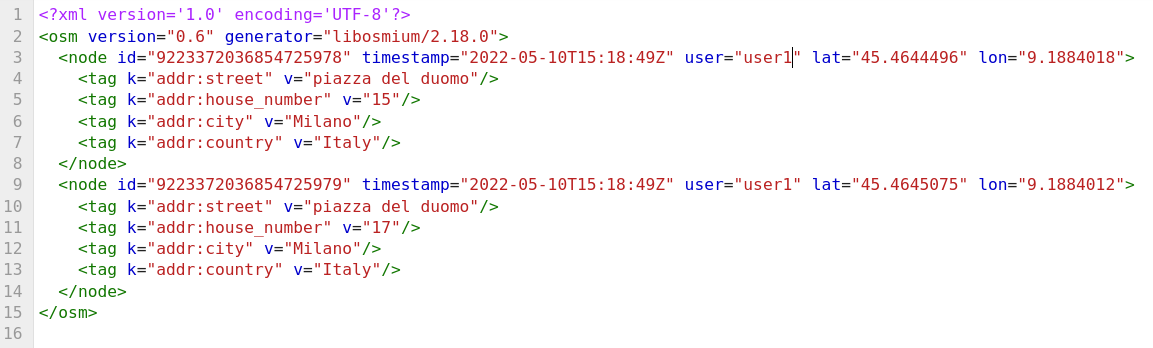 1 <?xml version='1.0' encoding='UTF-8'?>
2 <osm version="0.6" generator="libosmium/2.18.0">
3   <node id="9223372036854725978" timestamp="2022-05-10T15:18:49Z" user="user1" lat="45.4644496" lon="9.1884018">
4     <tag k="addr:street" v="piazza del duomo"/>
5     <tag k="addr:house_number" v="15"/>
6     <tag k="addr:city" v="Milano"/>
7     <tag k="addr:country" v="Italy"/>
8   </node>
9   <node id="9223372036854725979" timestamp="2022-05-10T15:18:49Z" user="user1" lat="45.4645075" lon="9.1884012">
10     <tag k="addr:street" v="piazza del duomo"/>
11     <tag k="addr:house_number" v="17"/>
12     <tag k="addr:city" v="Milano"/>
13     <tag k="addr:country" v="Italy"/>
14   </node>
15 </osm>
16